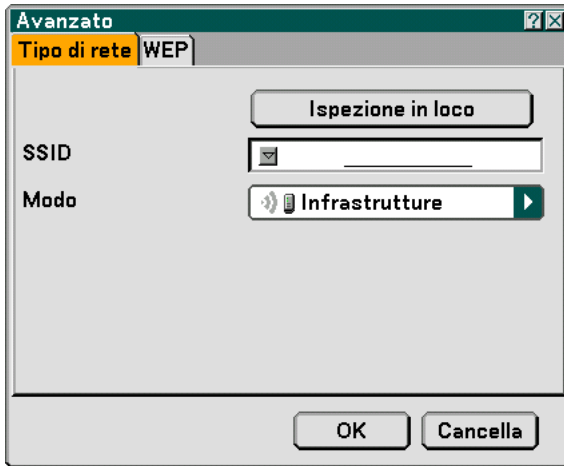 Avanzato
Tipo di rete WEP
Ispezione in loco
SSID
Modo Infrastrutture
OK Cancella